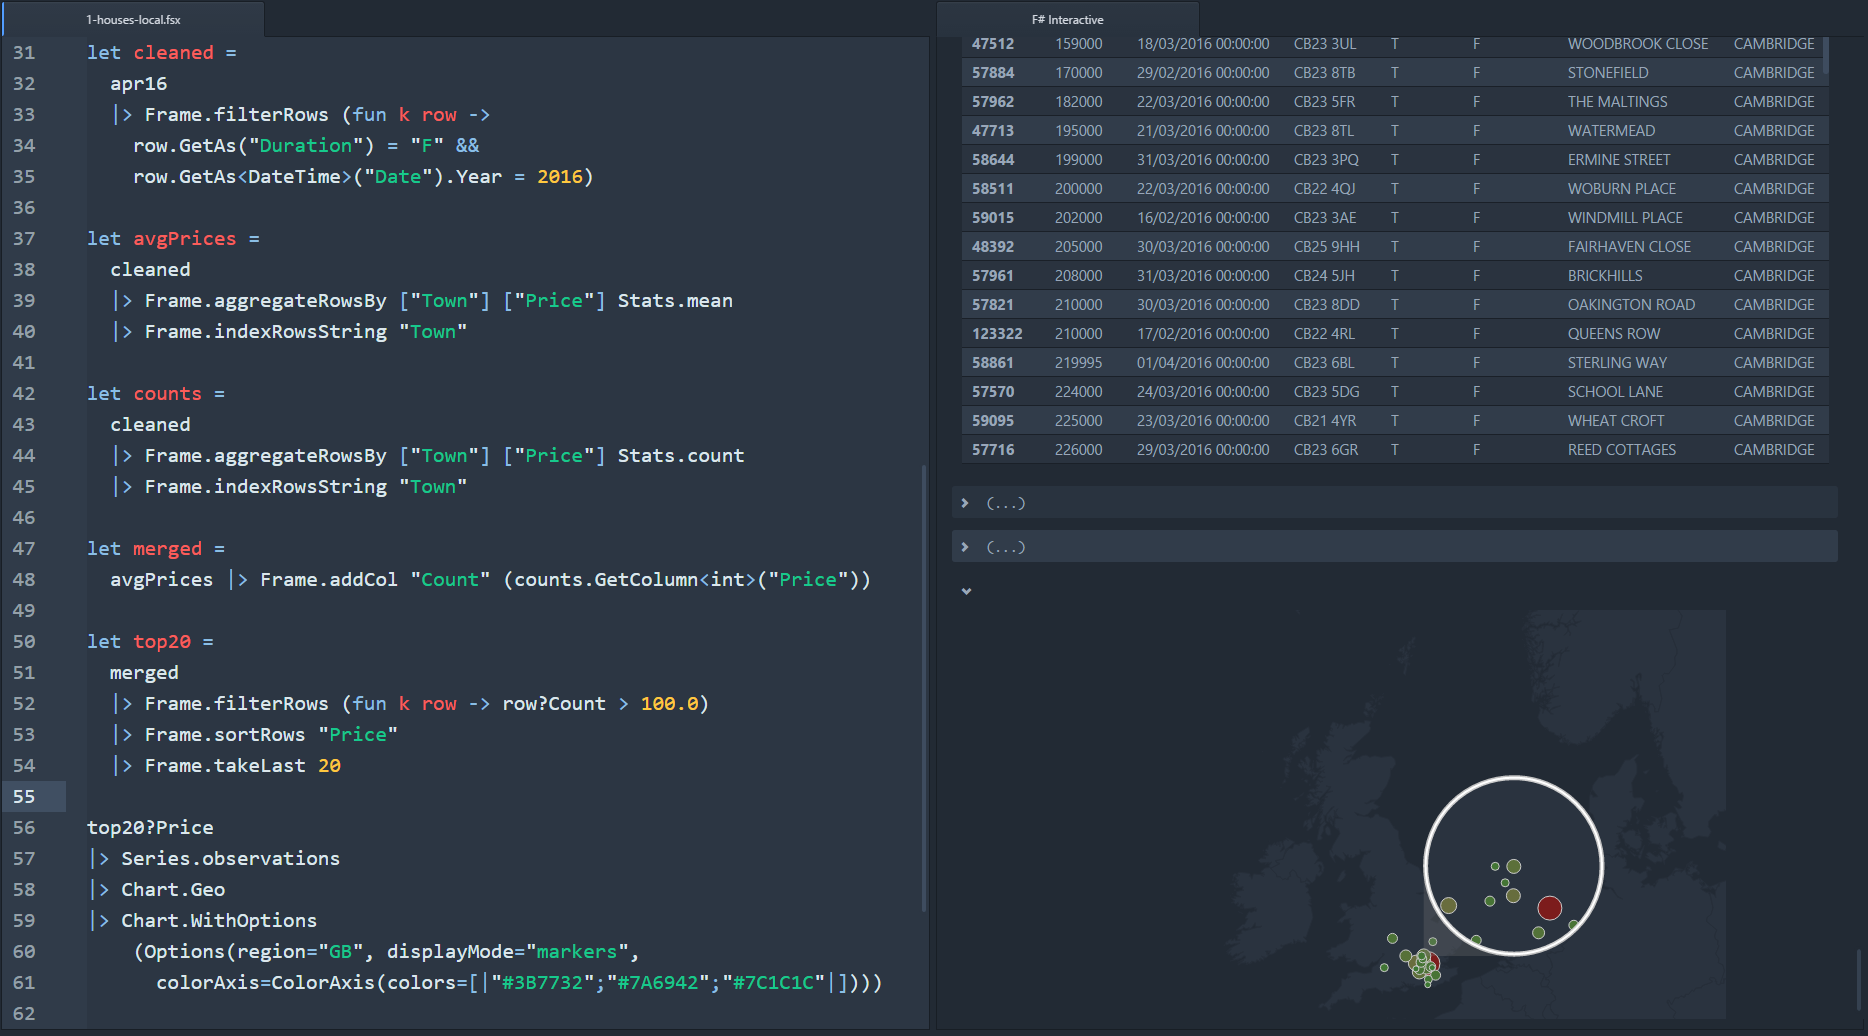 1-houses-local.fsx
31 let cleaned =
32   apr16
33   |> Frame.filterRows (fun k row ->
34     row.GetAs("Duration") = "F" &&
35     row.GetAs<DateTime>("Date").Year = 2016)
36
37 let avgPrices =
38   cleaned
39   |> Frame.aggregateRowsBy ["Town"] ["Price"] Stats.mean
40   |> Frame.indexRowsString "Town"
41
42 let counts =
43   cleaned
44   |> Frame.aggregateRowsBy ["Town"] ["Price"] Stats.count
45   |> Frame.indexRowsString "Town"
46
47 let merged =
48   avgPrices |> Frame.addCol "Count" (counts.GetColumn<int>("Price"))
49
50 let top20 =
51   merged
52   |> Frame.filterRows (fun k row -> row?Count > 100.0)
53   |> Frame.sortRows "Price"
54   |> Frame.takeLast 20
55
56 top20?Price
57 |> Series.observations
58 |> Chart.Geo
59 |> Chart.WithOptions
60     (Options(region="GB", displayMode="markers",
61       colorAxis=ColorAxis(colors=[|"#3B7732";"#7A6942";"#7C1C1C"|])))
62
F# Interactive
47512 159000 18/03/2016 00:00:00 CB23 3UL T F WOODBROOK CLOSE CAMBRIDGE
57884 170000 29/02/2016 00:00:00 CB23 8TB T F STONEFIELD CAMBRIDGE
57962 182000 22/03/2016 00:00:00 CB23 5FR T F THE MALTINGS CAMBRIDGE
47713 195000 21/03/2016 00:00:00 CB23 8TL T F WATERMEAD CAMBRIDGE
58644 199000 31/03/2016 00:00:00 CB23 3PQ T F ERMINE STREET CAMBRIDGE
58511 200000 22/03/2016 00:00:00 CB22 4QJ T F WOBURN PLACE CAMBRIDGE
59015 202000 16/02/2016 00:00:00 CB23 3AE T F WINDMILL PLACE CAMBRIDGE
48392 205000 30/03/2016 00:00:00 CB25 9HH T F FAIRHAVEN CLOSE CAMBRIDGE
57961 208000 31/03/2016 00:00:00 CB24 5JH T F BRICKHILLS CAMBRIDGE
57821 210000 30/03/2016 00:00:00 CB23 8DD T F OAKINGTON ROAD CAMBRIDGE
123322 210000 17/02/2016 00:00:00 CB22 4RL T F QUEENS ROW CAMBRIDGE
58861 219995 01/04/2016 00:00:00 CB23 6BL T F STERLING WAY CAMBRIDGE
57570 224000 24/03/2016 00:00:00 CB23 5DG T F SCHOOL LANE CAMBRIDGE
59095 225000 23/03/2016 00:00:00 CB21 4YR T F WHEAT CROFT CAMBRIDGE
57716 226000 29/03/2016 00:00:00 CB23 6GR T F REED COTTAGES CAMBRIDGE
(...)
(...)